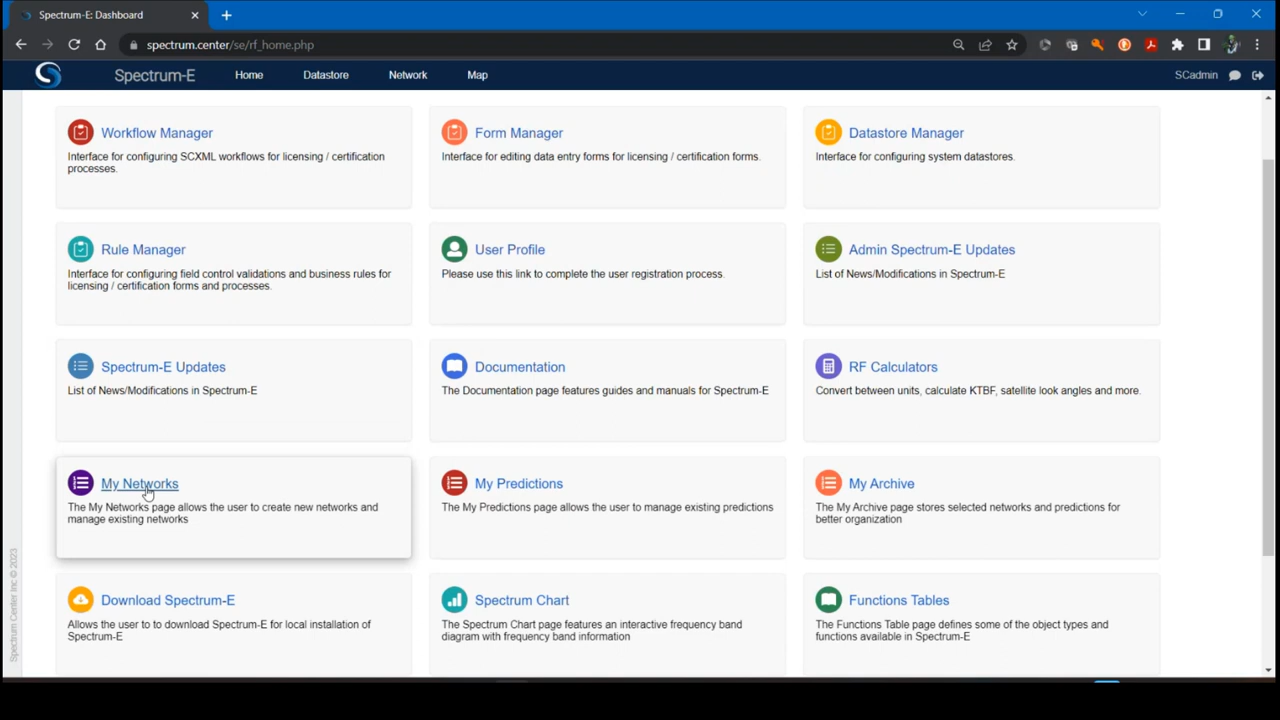 Spectrum-E: Dashboard
spectrum.center/se/rf_home.php
Spectrum-E Home Datastore Network Map SCadmin
Workflow Manager
Interface for configuring SCXML workflows for licensing / certification
processes.
Form Manager
Interface for editing data entry forms for licensing / certification forms.
Datastore Manager
Interface for configuring system datastores.
Rule Manager
Interface for configuring field control validations and business rules for
licensing / certification forms and processes.
User Profile
Please use this link to complete the user registration process.
Admin Spectrum-E Updates
List of News/Modifications in Spectrum-E
Spectrum-E Updates
List of News/Modifications in Spectrum-E
Documentation
The Documentation page features guides and manuals for Spectrum-E
RF Calculators
Convert between units, calculate KTBF, satellite look angles and more.
My Networks
The My Networks page allows the user to create new networks and
manage existing networks
My Predictions
The My Predictions page allows the user to manage existing predictions
My Archive
The My Archive page stores selected networks and predictions for
better organization
Download Spectrum-E
Allows the user to to download Spectrum-E for local installation of
Spectrum-E
Spectrum Chart
The Spectrum Chart page features an interactive frequency band
diagram with frequency band information
Functions Tables
The Functions Table page defines some of the object types and
functions available in Spectrum-E
Spectrum Center Inc © 2023